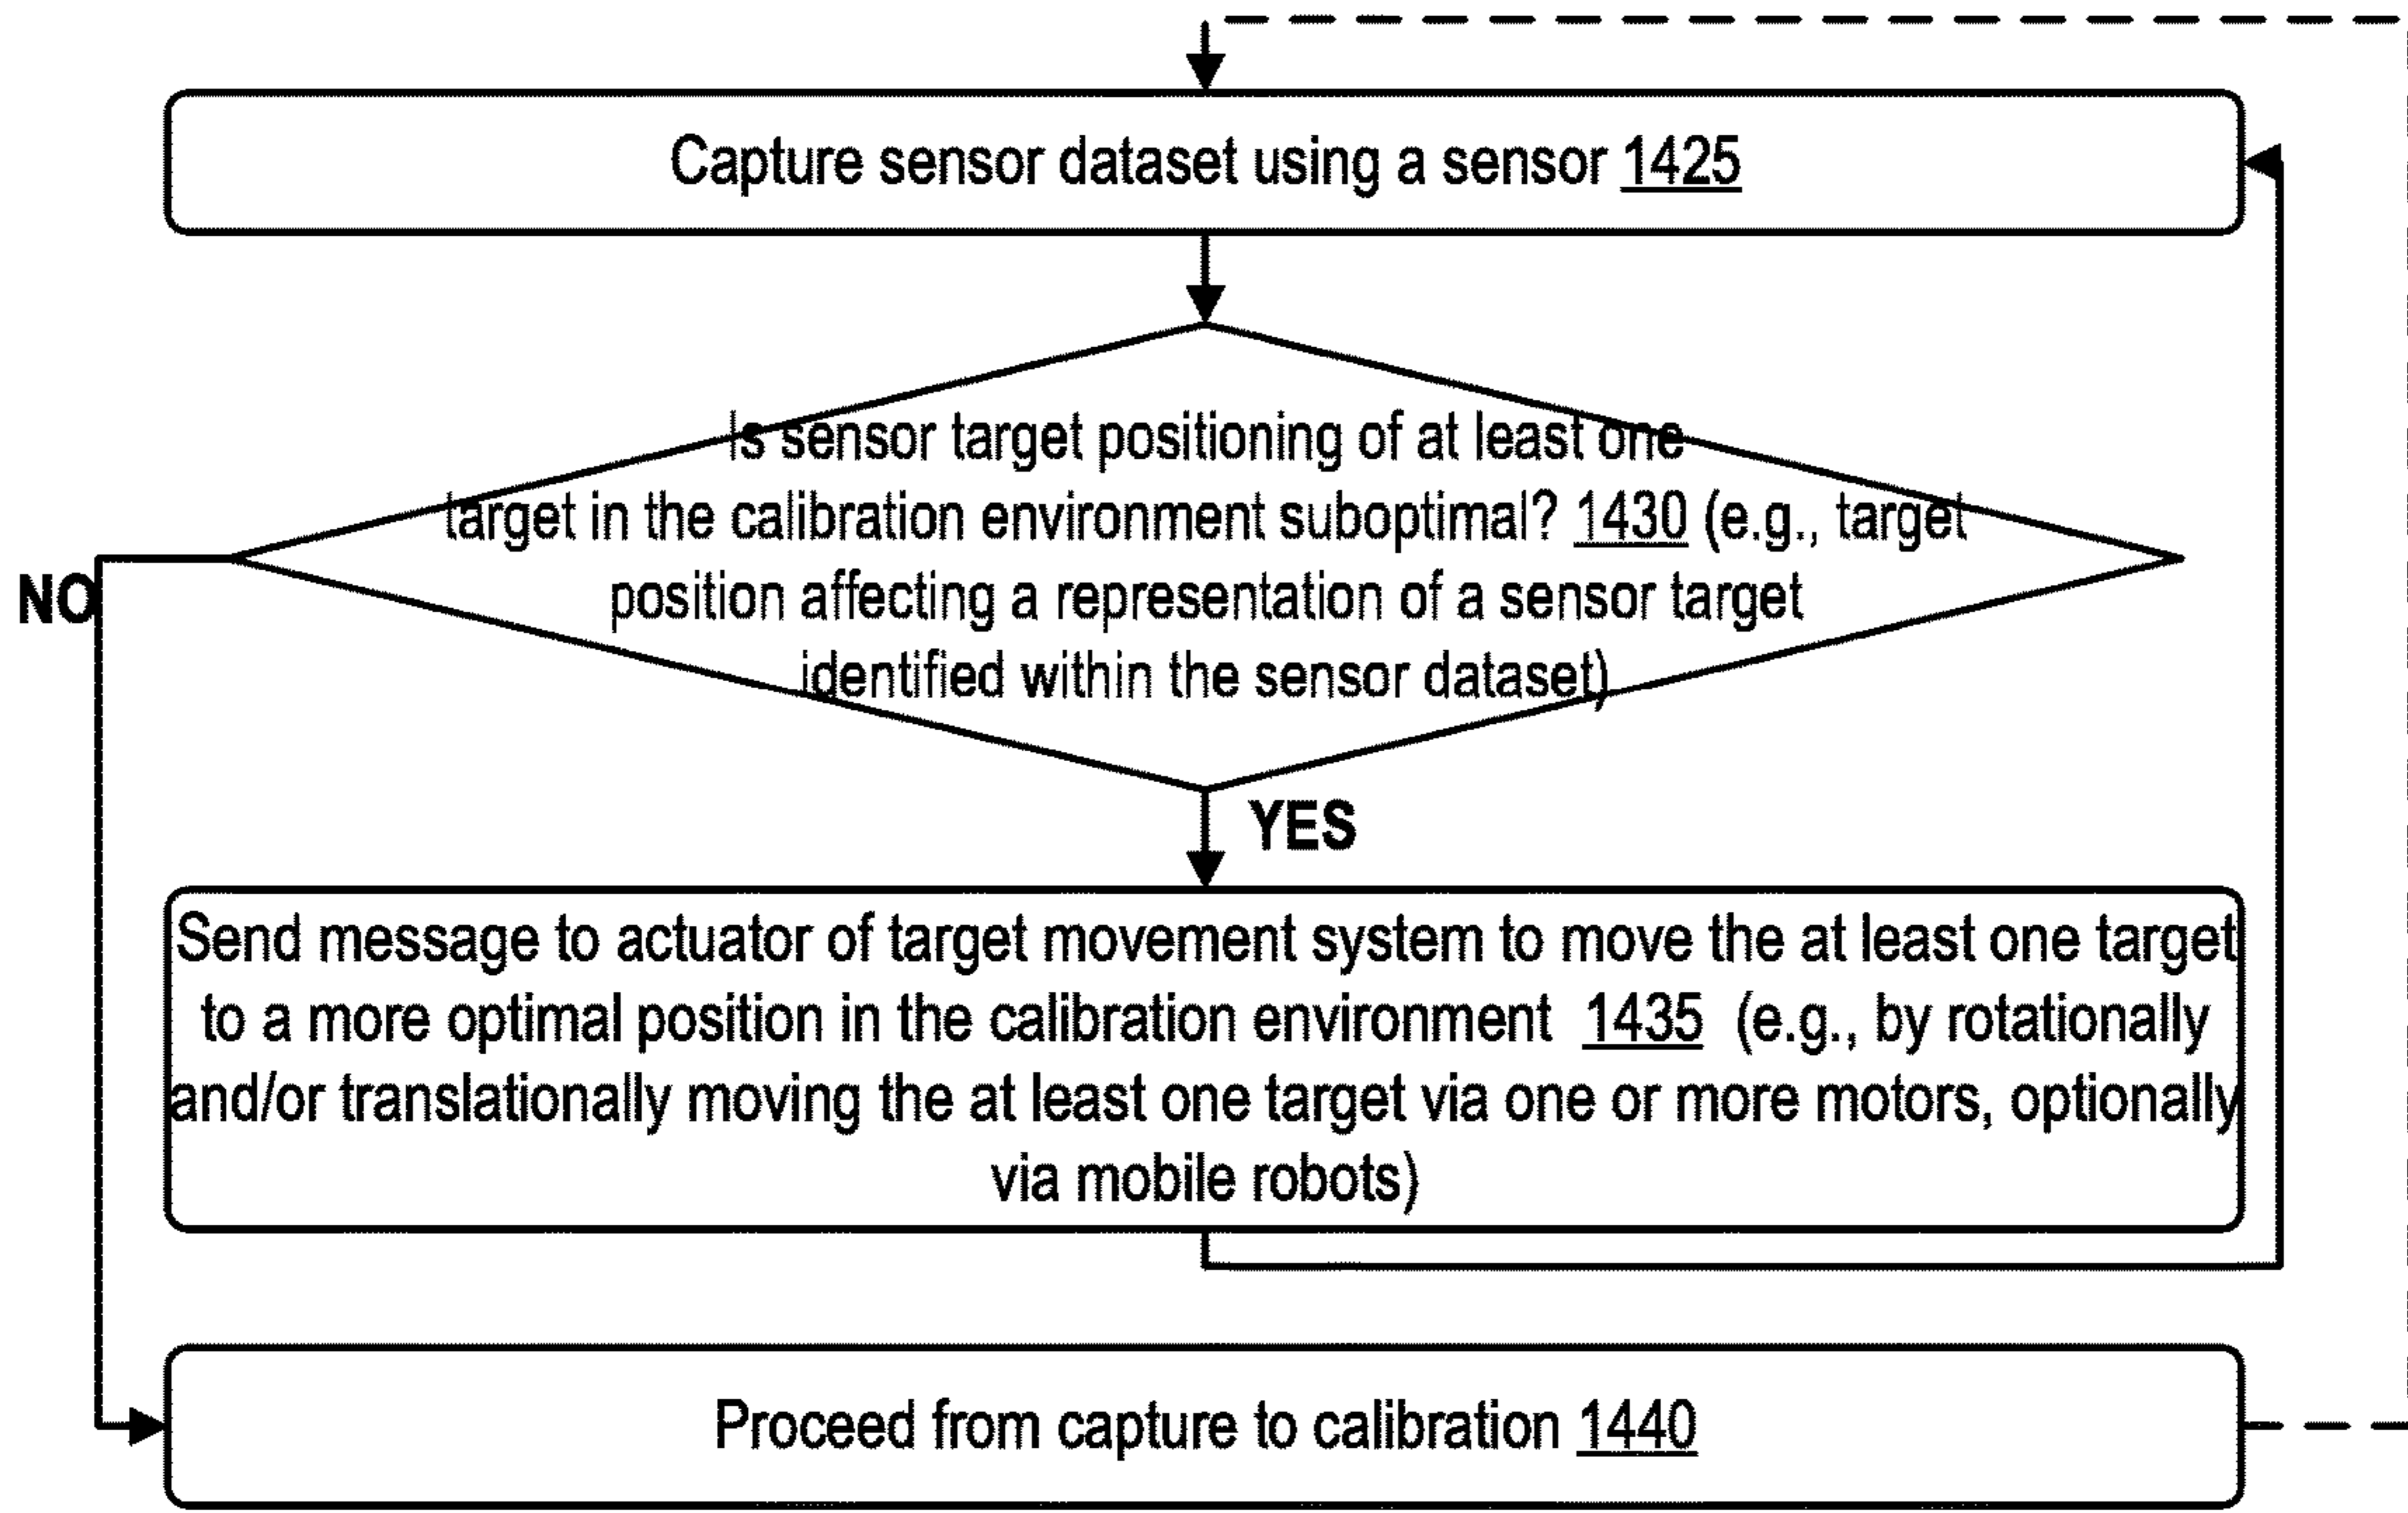 Capture sensor dataset using a sensor 1425
Is sensor target positioning of at least one
target in the calibration environment suboptimal? 1430 (e.g., target
position affecting a representation of a sensor target
identified within the sensor dataset)
NO
YES
Send message to actuator of target movement system to move the at least one target
to a more optimal position in the calibration environment 1435 (e.g., by rotationally
and/or translationally moving the at least one target via one or more motors, optionally
via mobile robots)
Proceed from capture to calibration 1440